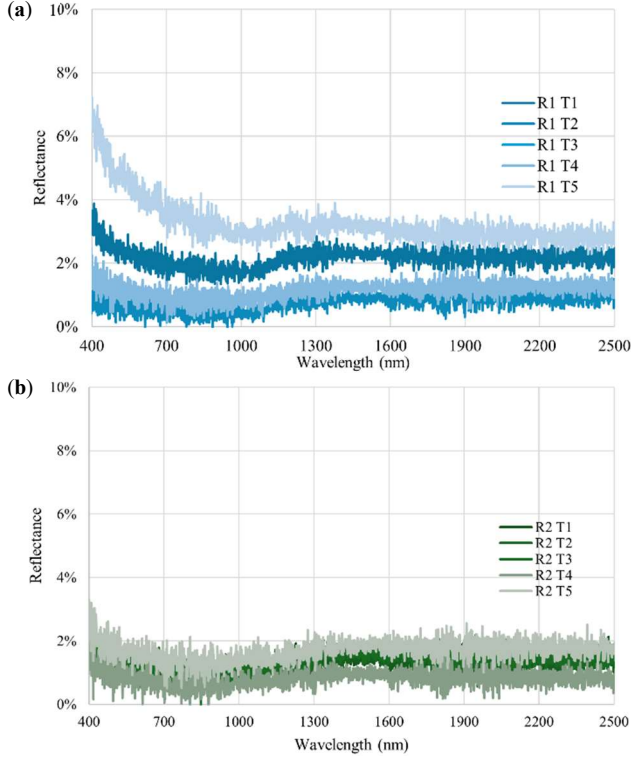 (a)
10%
8%
6%
4%
2%
0%
Reflectance
R1 T1
R1 T2
R1 T3
R1 T4
R1 T5
400 700 1000 1300 1600 1900 2200 2500
Wavelength (nm)
(b)
10%
8%
6%
4%
2%
0%
Reflectance
R2 T1
R2 T2
R2 T3
R2 T4
R2 T5
400 700 1000 1300 1600 1900 2200 2500
Wavelength (nm)